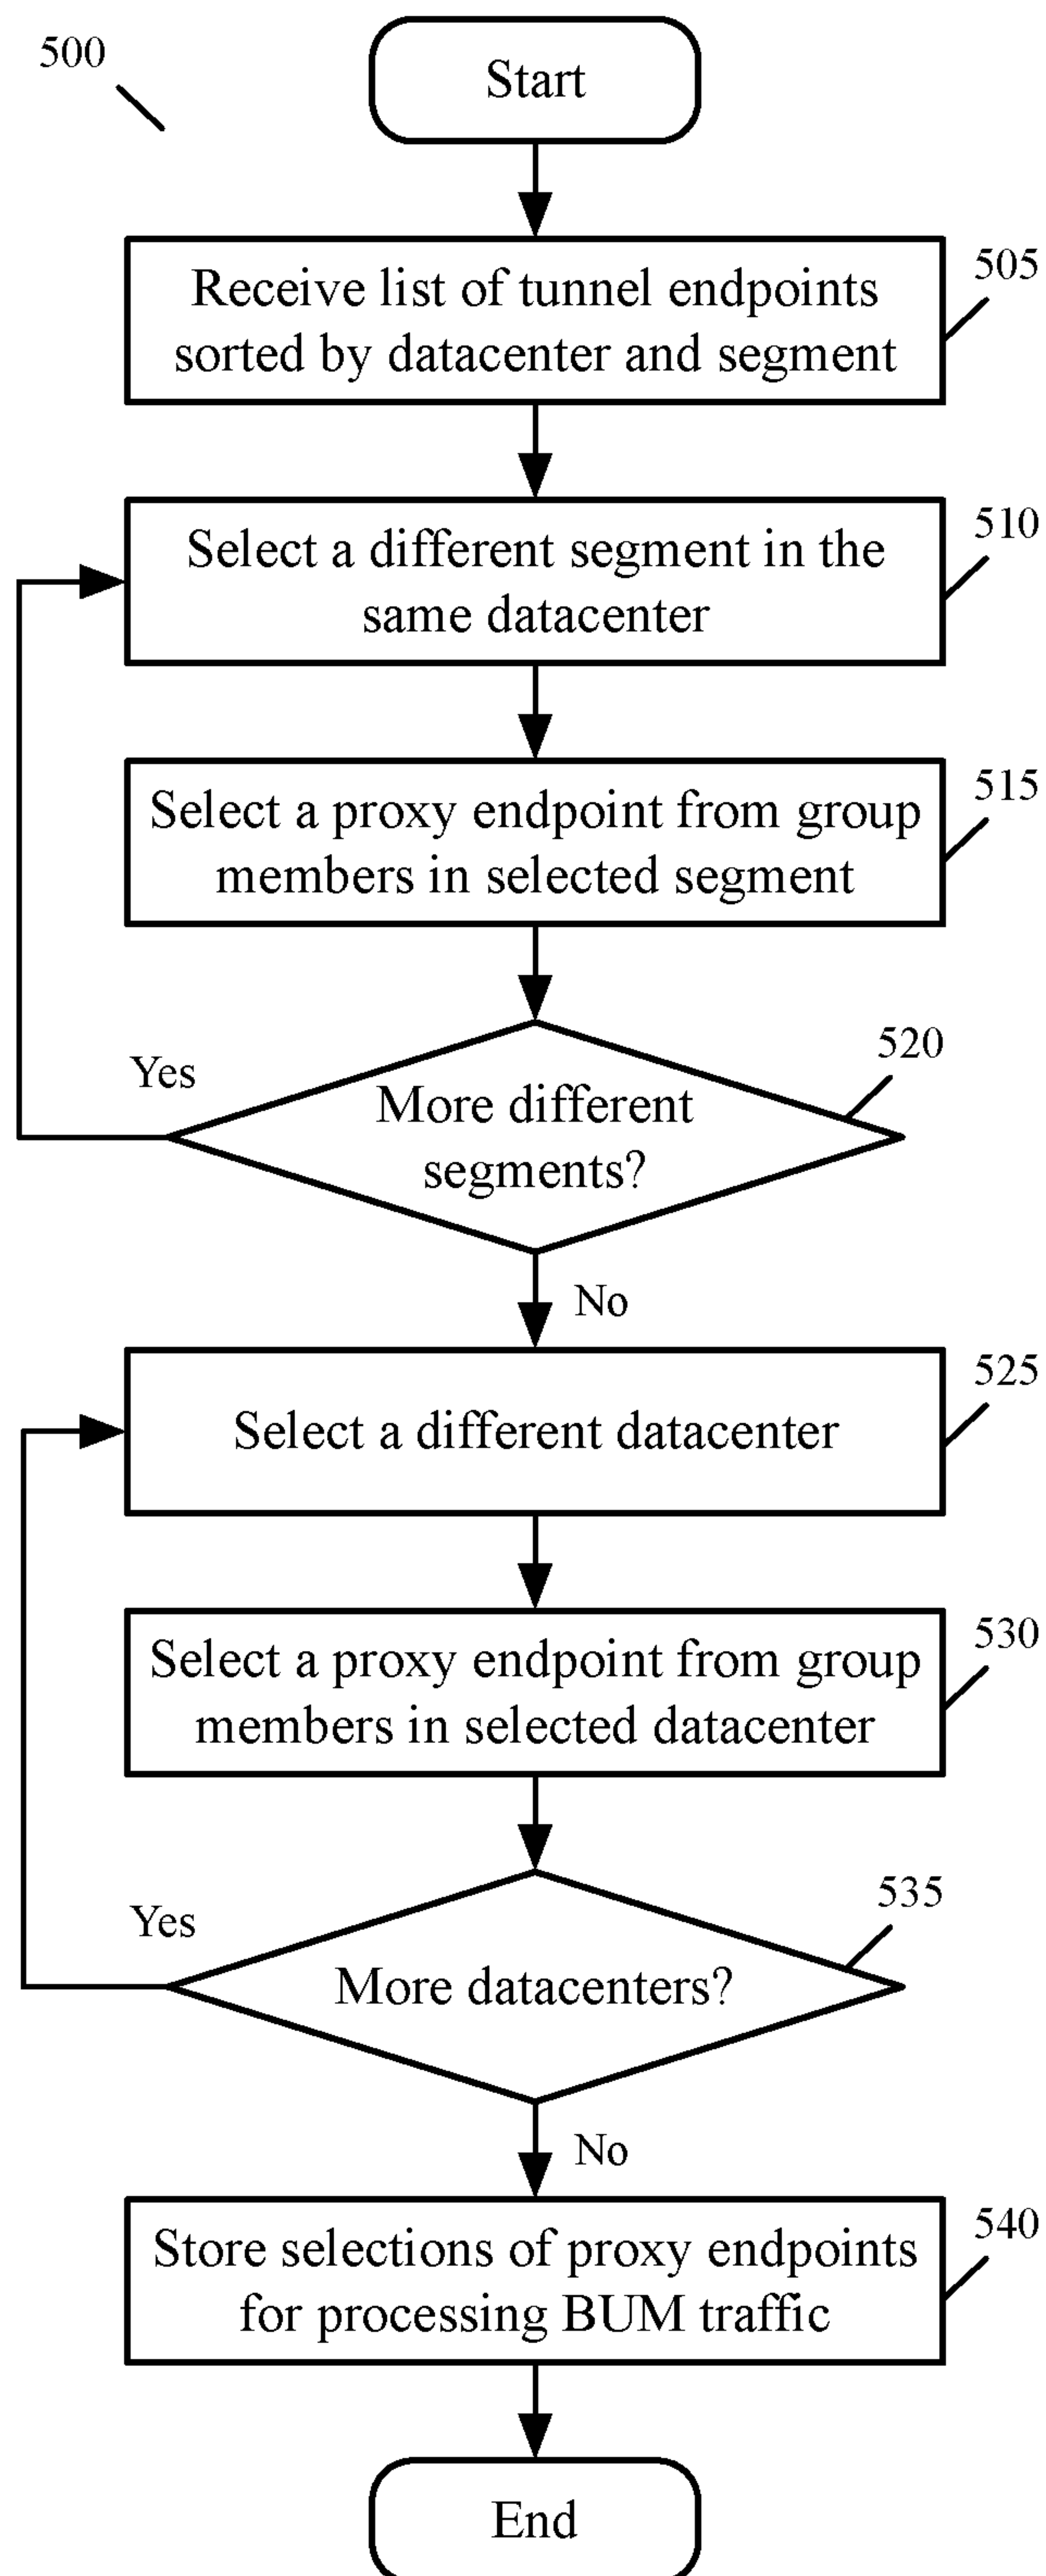 500
Start
505
Receive list of tunnel endpoints
sorted by datacenter and segment
510
Select a different segment in the
same datacenter
515
Select a proxy endpoint from group
members in selected segment
520
Yes
More different
segments?
No
525
Select a different datacenter
530
Select a proxy endpoint from group
members in selected datacenter
535
Yes
More datacenters?
No
540
Store selections of proxy endpoints
for processing BUM traffic
End